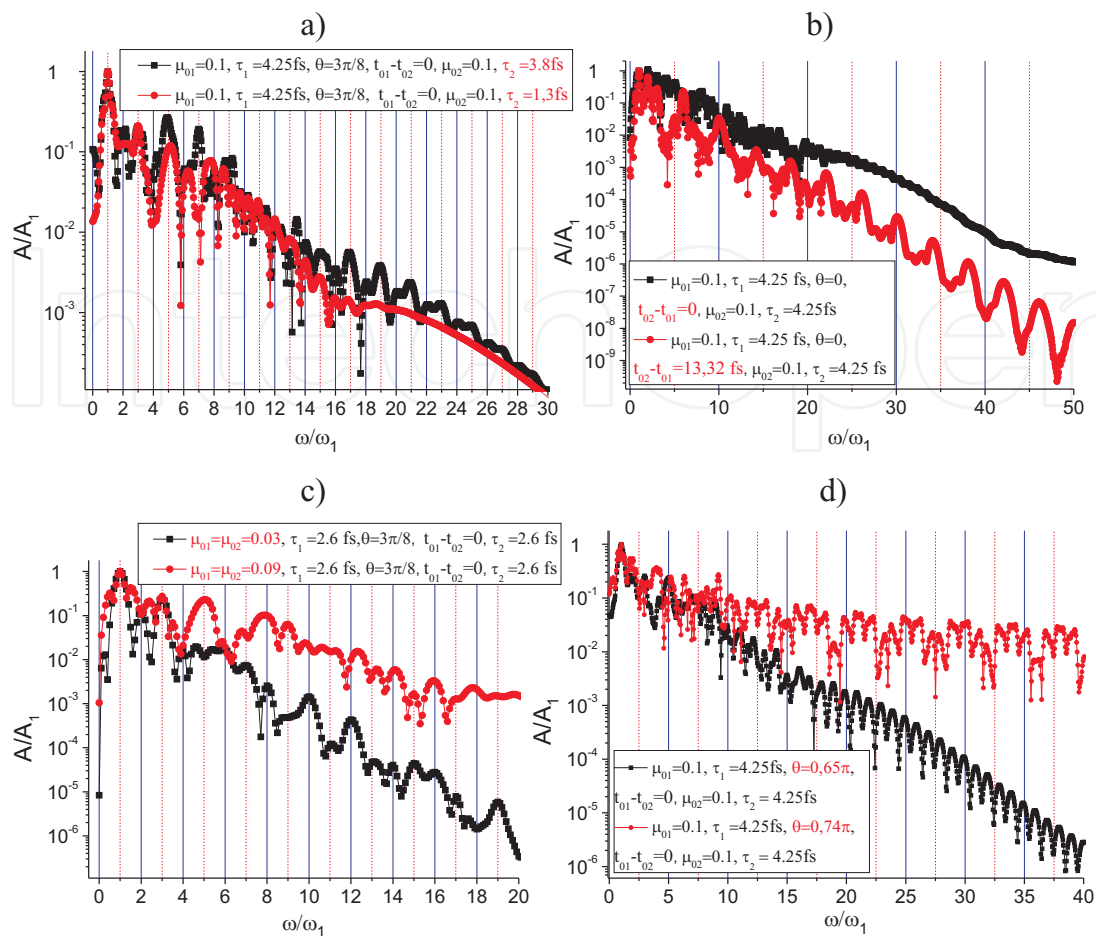 a)
μ01=0.1, τ1 =4.25fs, θ=3π/8, t01-t02=0, μ02=0.1, τ2 =3.8fs
μ01=0.1, τ1 =4.25fs, θ=3π/8, t01-t02=0, μ02=0.1, τ2 =1,3fs
1
10-1
10-2
10-3
A/A1
0 2 4 6 8 10 12 14 16 18 20 22 24 26 28 30
ω/ω1
b)
100
10-1
10-2
10-3
10-4
10-5
10-6
10-7
10-8
10-9
A/A1
μ01=0.1, τ1 =4.25 fs, θ=0,
t02-t01=0, μ02=0.1, τ2 =4.25fs
μ01=0.1, τ1 =4.25 fs, θ=0,
t02-t01=13,32 fs, μ02=0.1, τ2 =4.25 fs
0 10 20 30 40 50
ω/ω1
c)
μ01=μ02=0.03, τ1 =2.6 fs,θ=3π/8, t01-t02=0, τ2 =2.6 fs
μ01=μ02=0.09, τ1 =2.6 fs, θ=3π/8, t01-t02=0, τ2 =2.6 fs
1
10-1
10-2
10-3
10-4
10-5
10-6
A/A1
0 2 4 6 8 10 12 14 16 18 20
ω/ω1
d)
1
10-1
10-2
10-3
10-4
10-5
10-6
A/A1
μ01=0.1, τ1 =4.25fs, θ=0,65π,
t01-t02=0, μ02=0.1, τ2 = 4.25fs
μ01=0.1, τ1 =4.25fs, θ=0,74π,
t01-t02=0, μ02=0.1, τ2 = 4.25fs
0 5 10 15 20 25 30 35 40
ω/ω1